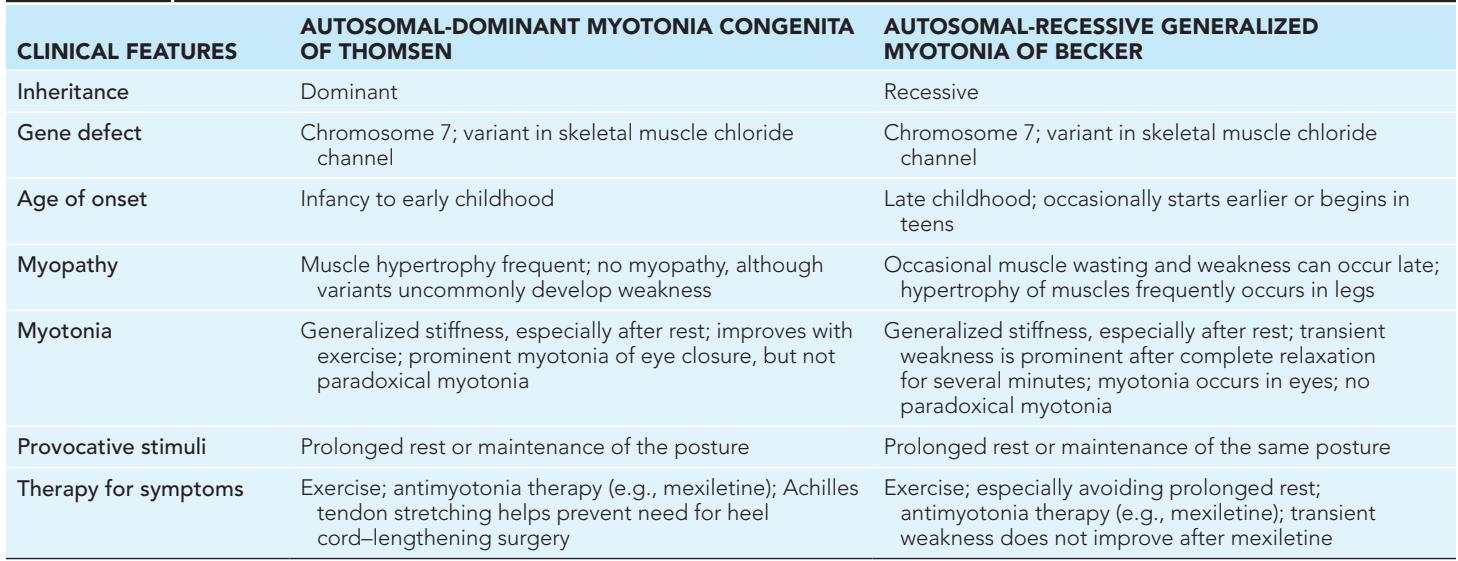 CLINICAL FEATURES
AUTOSOMAL-DOMINANT MYOTONIA CONGENITA
OF THOMSEN
AUTOSOMAL-RECESSIVE GENERALIZED
MYOTONIA OF BECKER
Inheritance
Dominant
Recessive
Gene defect
Chromosome 7; variant in skeletal muscle chloride
channel
Chromosome 7; variant in skeletal muscle chloride
channel
Age of onset
Infancy to early childhood
Late childhood; occasionally starts earlier or begins in
teens
Myopathy
Muscle hypertrophy frequent; no myopathy, although
variants uncommonly develop weakness
Occasional muscle wasting and weakness can occur late;
hypertrophy of muscles frequently occurs in legs
Myotonia
Generalized stiffness, especially after rest; improves with
exercise; prominent myotonia of eye closure, but not
paradoxical myotonia
Generalized stiffness, especially after rest; transient
weakness is prominent after complete relaxation
for several minutes; myotonia occurs in eyes; no
paradoxical myotonia
Provocative stimuli
Prolonged rest or maintenance of the posture
Prolonged rest or maintenance of the same posture
Therapy for symptoms
Exercise; antimyotonia therapy (e.g., mexiletine); Achilles
tendon stretching helps prevent need for heel
cord–lengthening surgery
Exercise; especially avoiding prolonged rest;
antimyotonia therapy (e.g., mexiletine); transient
weakness does not improve after mexiletine